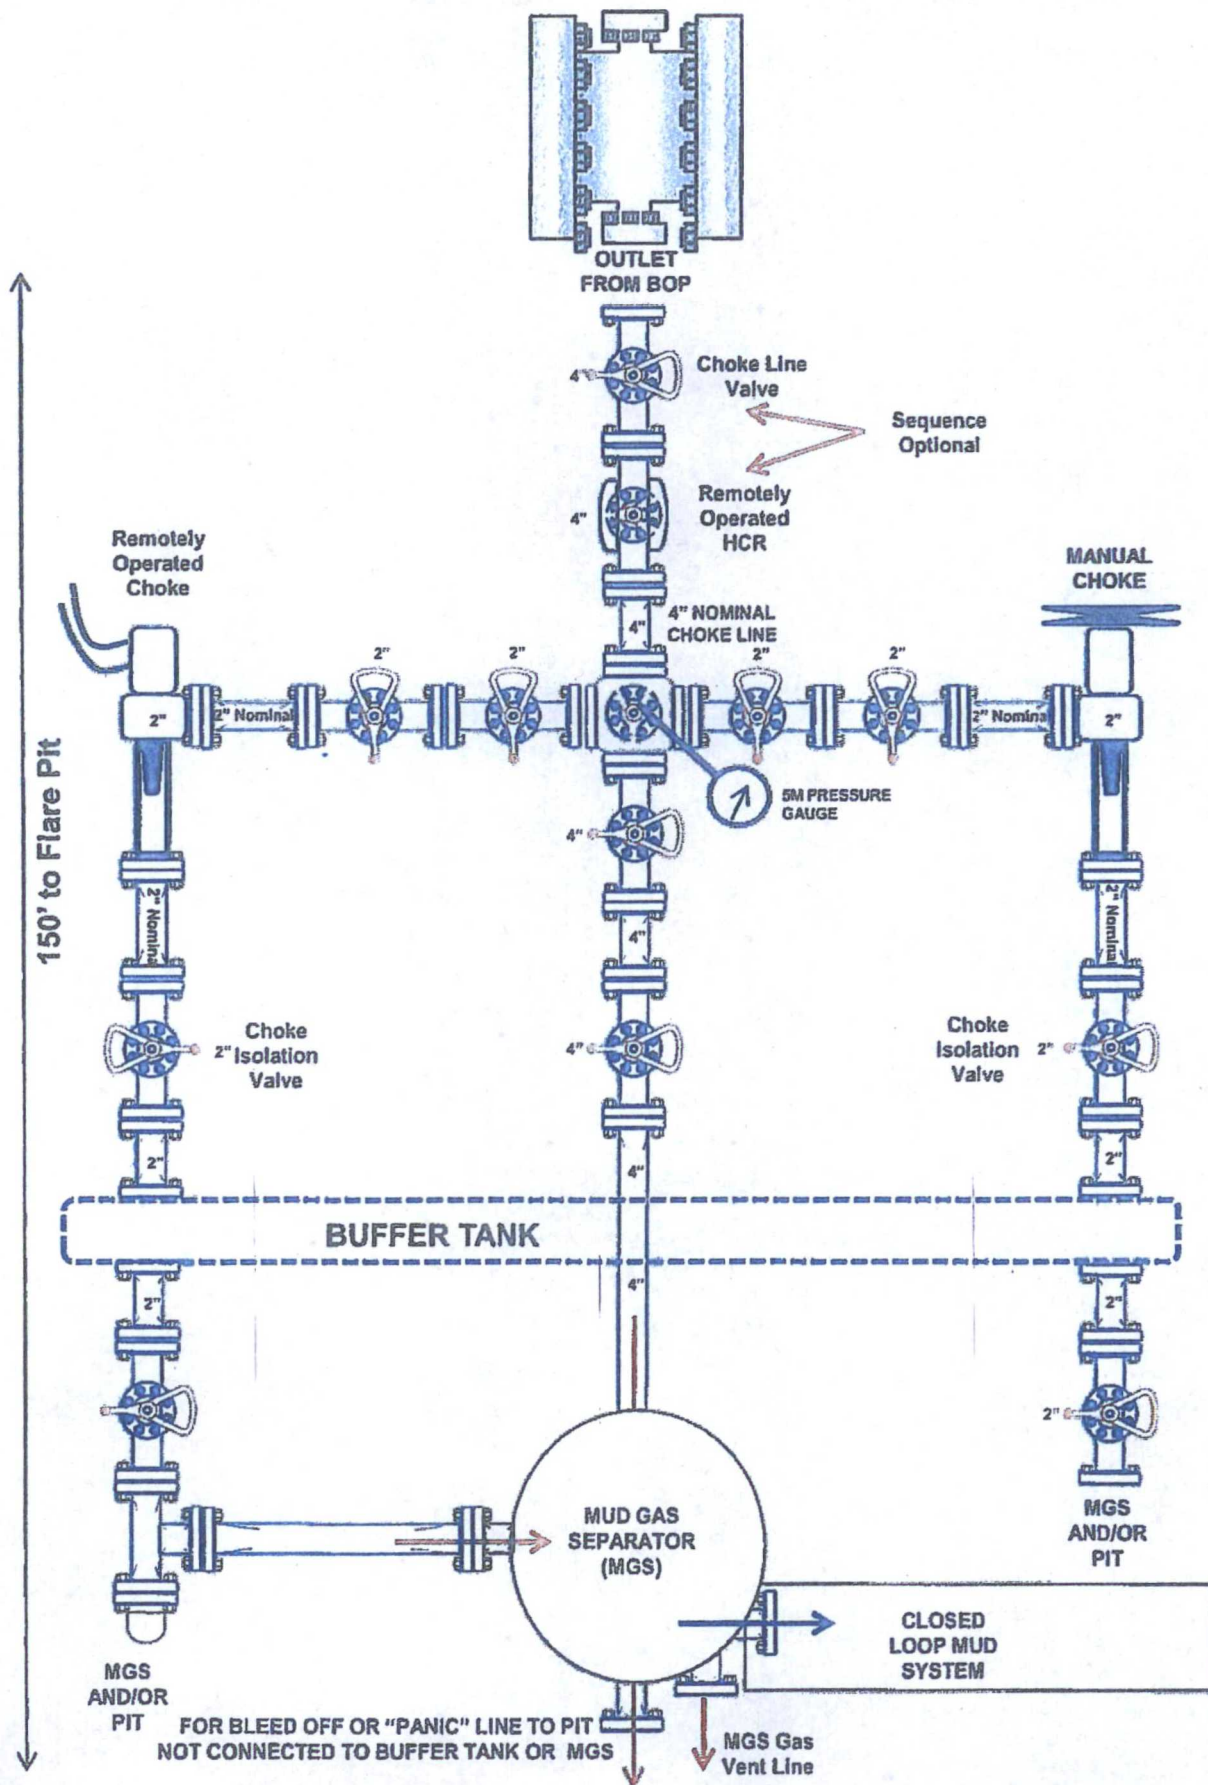 OUTLET
FROM BOP
4"
Choke Line
Valve
Sequence
Optional
4"
Remotely
Operated
HCR
Remotely
Operated
Choke
MANUAL
CHOKE
4"
4" NOMINAL
CHOKE LINE
2"
2"
2"
2"
2"
2" Nominal
2" Nominal
2"
5M PRESSURE
GAUGE
4"
150' to Flare Pit
2" Nominal
4"
2" Nominal
2"
Choke
Isolation
Valve
4"
Choke
Isolation
Valve
2"
2"
4"
2"
BUFFER TANK
2"
4"
2"
2"
MUD GAS
SEPARATOR
(MGS)
MGS
AND/OR
PIT
CLOSED
LOOP MUD
SYSTEM
MGS
AND/OR
PIT
FOR BLEED OFF OR "PANIC" LINE TO PIT
NOT CONNECTED TO BUFFER TANK OR MGS
MGS Gas
Vent Line